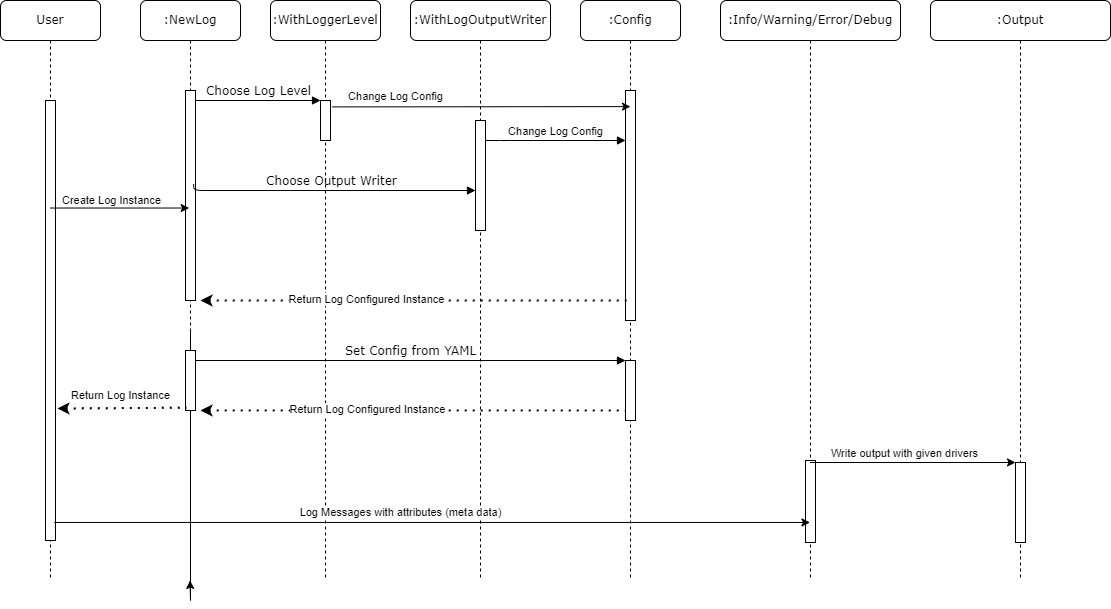 User
:NewLog
:WithLoggerLevel
:WithLogOutputWriter
:Config
:Info/Warning/Error/Debug
:Output
Choose Log Level
Change Log Config
Change Log Config
Choose Output Writer
Create Log Instance
Return Log Configured Instance
Set Config from YAML
Return Log Instance
Return Log Configured Instance
Write output with given drivers
Log Messages with attributes (meta data)